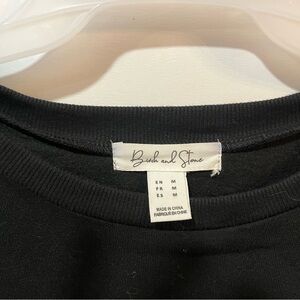 Birch and Stone
EN M
FR M
ES M
MADE IN CHINA
FABRIQUÉ EN CHINE